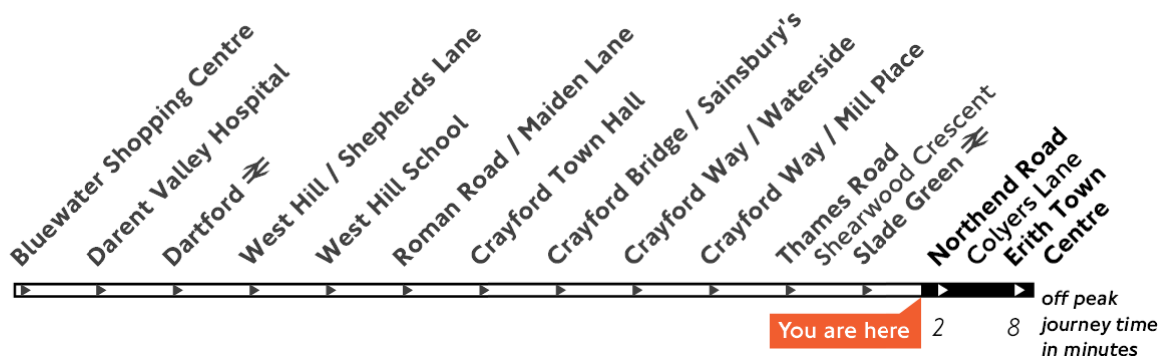 Bluewater Shopping Centre
Darent Valley Hospital
Dartford
West Hill / Shepherds Lane
West Hill School
Roman Road / Maiden Lane
Crayford Town Hall
Crayford Bridge / Sainsbury's
Crayford Way / Waterside
Crayford Way / Mill Place
Thames Road
Shearwood Crescent
Slade Green
Northend Road
Colyers Lane
Erith Town
Centre
You are here
2
8
off peak
journey time
in minutes